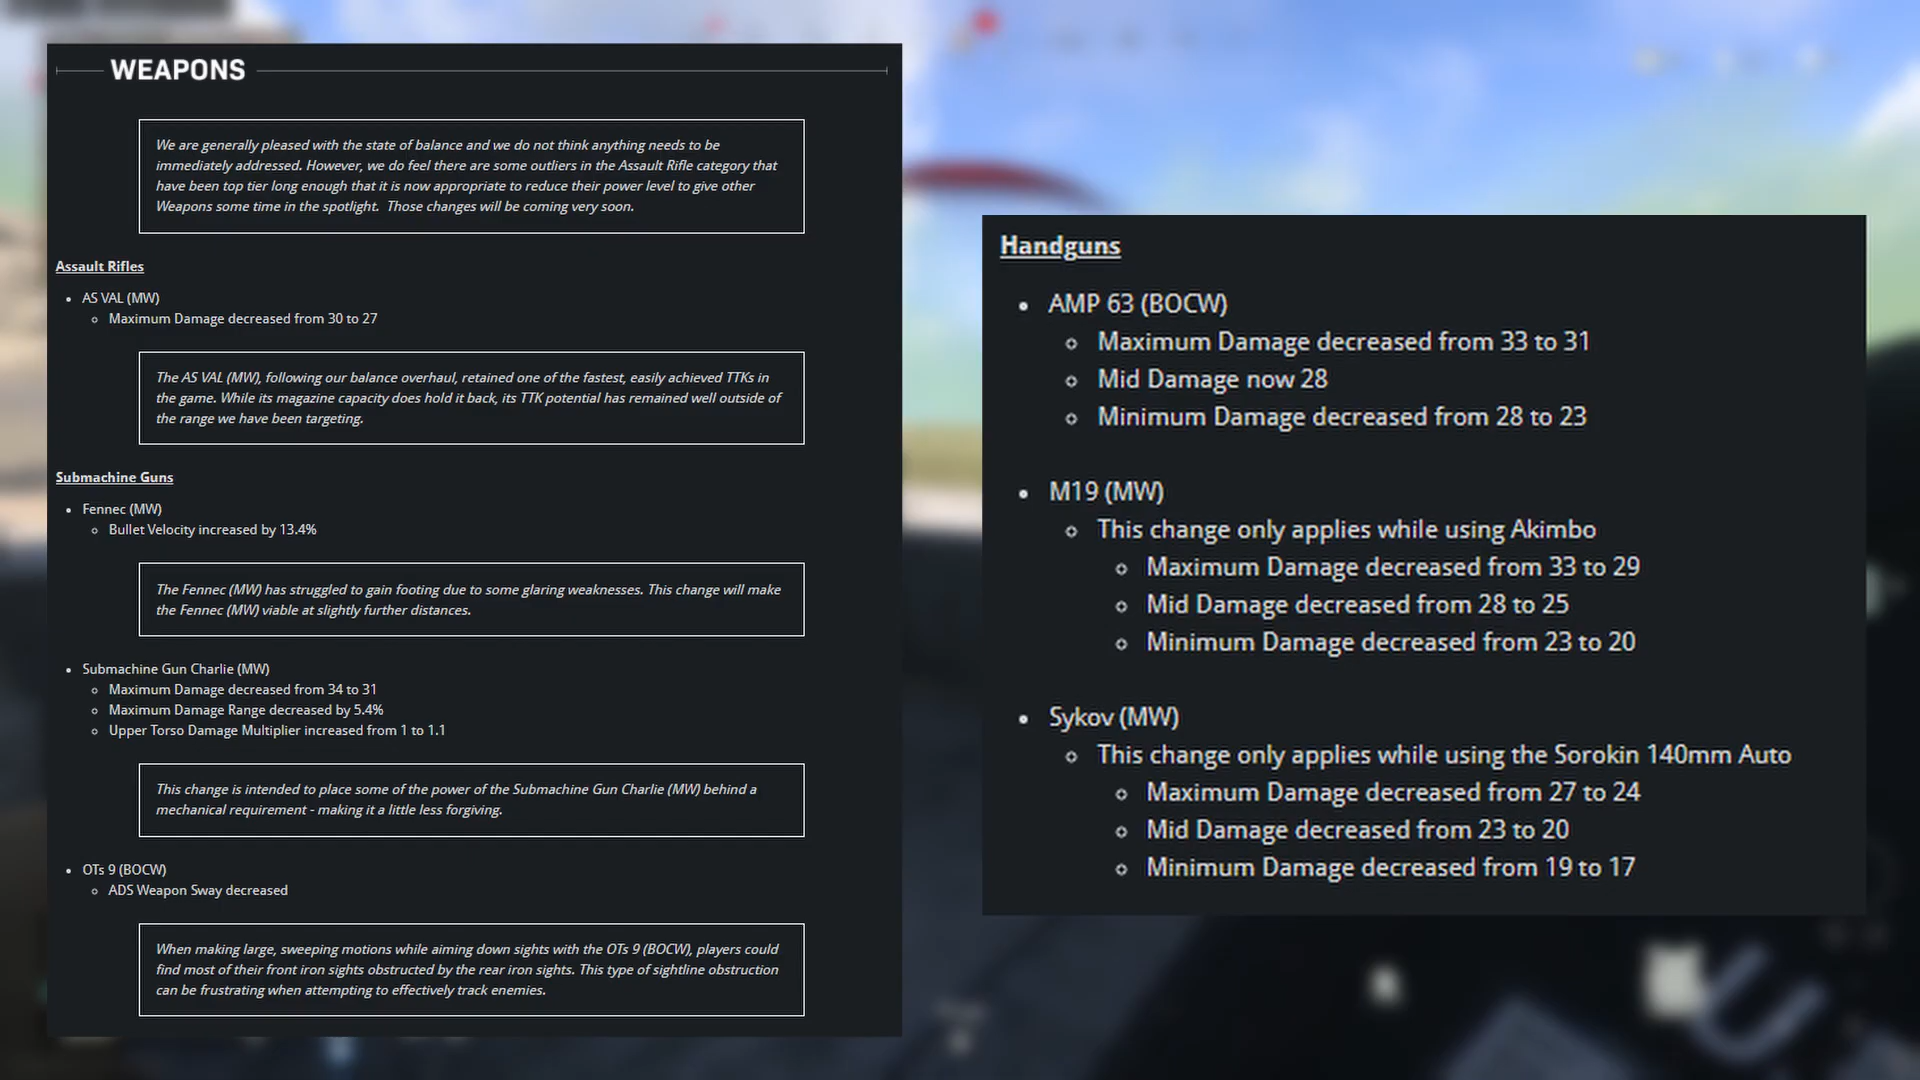 WEAPONS
We are generally pleased with the state of balance and we do not think anything needs to be
immediately addressed. However, we do feel there are some outliers in the Assault Rifle category that
have been top tier long enough that it is now appropriate to reduce their power level to give other
Weapons some time in the spotlight. Those changes will be coming very soon.
Assault Rifles
• AS VAL (MW)
Maximum Damage decreased from 30 to 27
The AS VAL (MW), following our balance overhaul, retained one of the fastest, easily achieved TTKs in
the game. While its magazine capacity does hold it back, its TTK potential has remained well outside of
the range we have been targeting.
Submachine Guns
• Fennec (MW)
Bullet Velocity increased by 13.4%
The Fennec (MW) has struggled to gain footing due to some glaring weaknesses. This change will make
the Fennec (MW) viable at slightly further distances.
• Submachine Gun Charlie (MW)
Maximum Damage decreased from 34 to 31
Maximum Damage Range decreased by 5.4%
Upper Torso Damage Multiplier increased from 1 to 1.1
This change is intended to place some of the power of the Submachine Gun Charlie (MW) behind a
mechanical requirement - making it a little less forgiving.
• OTs 9 (BOCW)
ADS Weapon Sway decreased
When making large, sweeping motions while aiming down sights with the OTs 9 (BOCW), players could
find most of their front iron sights obstructed by the rear iron sights. This type of sightline obstruction
can be frustrating when attempting to effectively track enemies.
Handguns
• AMP 63 (BOCW)
Maximum Damage decreased from 33 to 31
Mid Damage now 28
Minimum Damage decreased from 28 to 23
• M19 (MW)
This change only applies while using Akimbo
Maximum Damage decreased from 33 to 29
Mid Damage decreased from 28 to 25
Minimum Damage decreased from 23 to 20
• Sykov (MW)
This change only applies while using the Sorokin 140mm Auto
Maximum Damage decreased from 27 to 24
Mid Damage decreased from 23 to 20
Minimum Damage decreased from 19 to 17